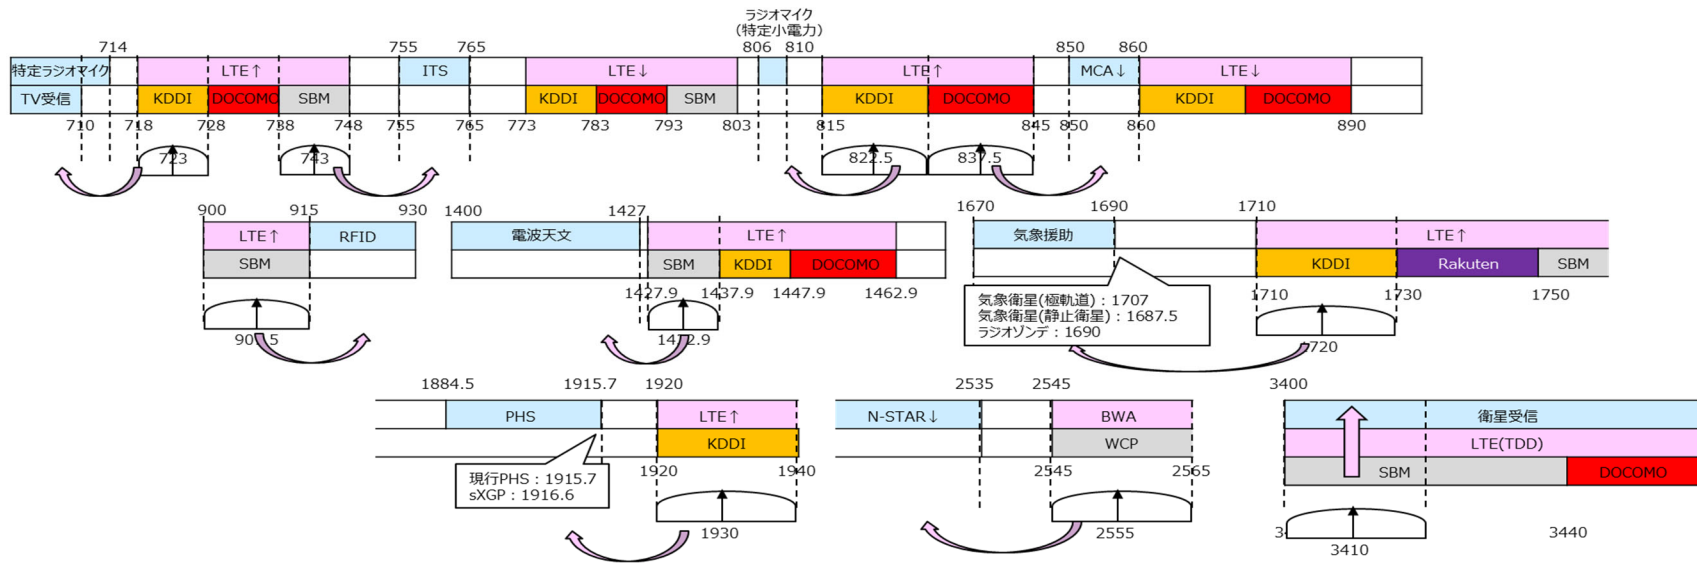 ラジオマイク
(特定小電力)
714 755 765 806 810 850 860
特定ラジオマイク LTE↑ ITS LTE↓ LTE↑ MCA↓ LTE↓
TV受信 KDDI DOCOMO SBM KDDI DOCOMO SBM KDDI DOCOMO KDDI DOCOMO
710 718 728 738 748 755 765 773 783 793 803 815 845 850 860 890
723 743 822.5 837.5
900 915 930 1400 1427 1670 1690 1710
LTE↑ RFID 電波天文 LTE↑ 気象援助 LTE↑
SBM SBM KDDI DOCOMO KDDI Rakuten SBM
1427.9 1437.9 1447.9 1462.9 1710 1730 1750
気象衛星(極軌道):1707
気象衛星(静止衛星):1687.5
ラジオゾンデ:1690
1884.5 1915.7 1920 2535 2545 3400
PHS LTE↑ N-STAR↓ BWA 衛星受信
KDDI WCP LTE(TDD)
SBM DOCOMO
1920 1940 2545 2565
現行PHS:1915.7
sXGP:1916.6
1930 2555 3440
3410